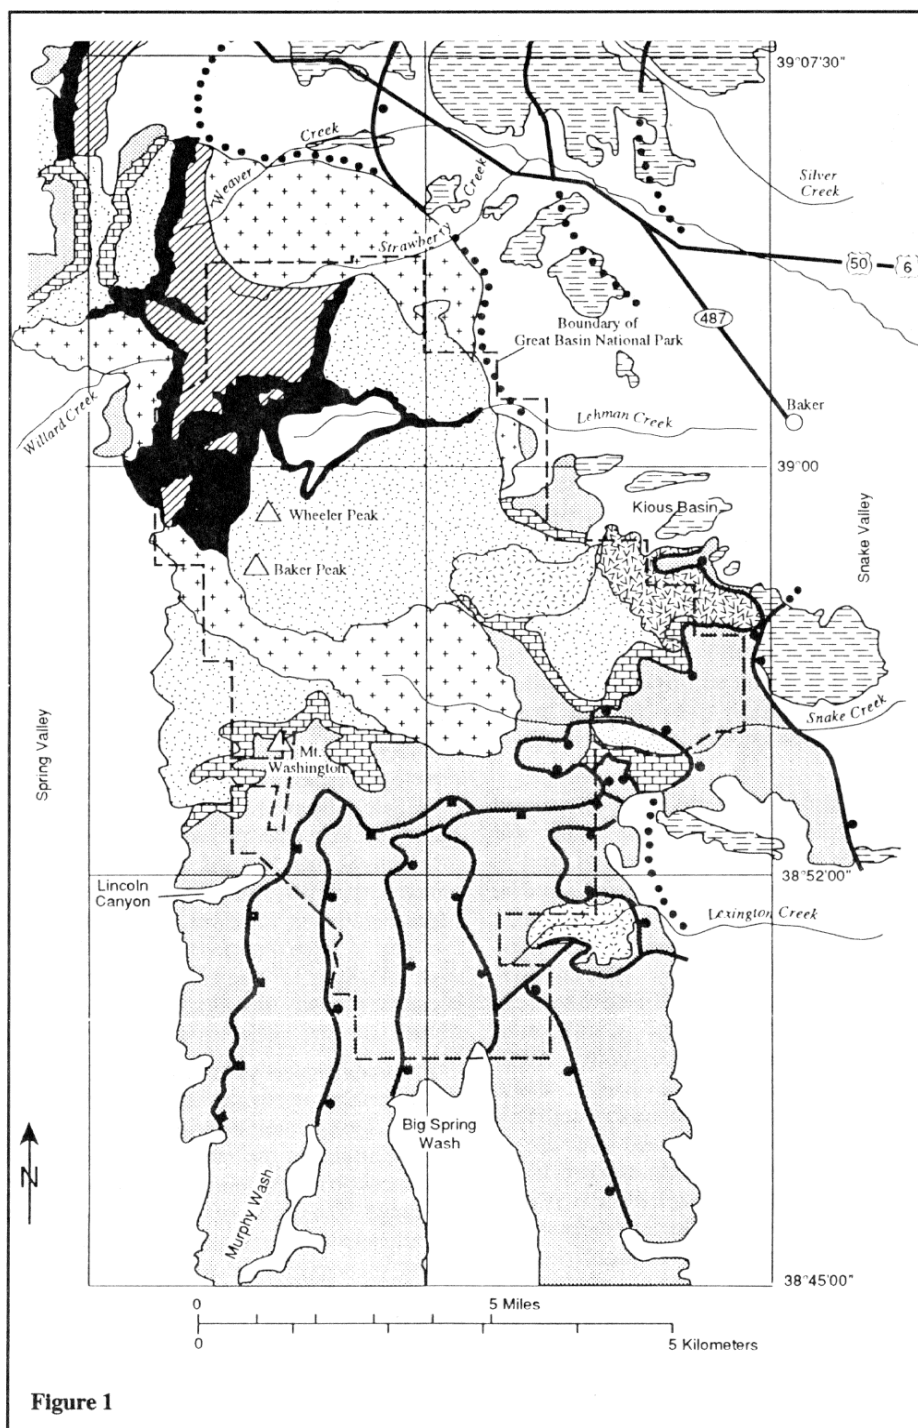 39°07'30"
Weaver
Creek
Creek
Strawberry
Silver
Creek
50
6
487
Boundary of
Great Basin National Park
Baker
Willard Creek
Lehman Creek
39°00
Wheeler Peak
Kious Basin
Snake Valley
Baker Peak
Spring Valley
Snake Creek
Mt.
Washington
38°52'00"
Lincoln
Canyon
Lexington Creek
Big Spring
Wash
N
Murphy Wash
38°45'00"
0
5 Miles
0
5 Kilometers
Figure 1